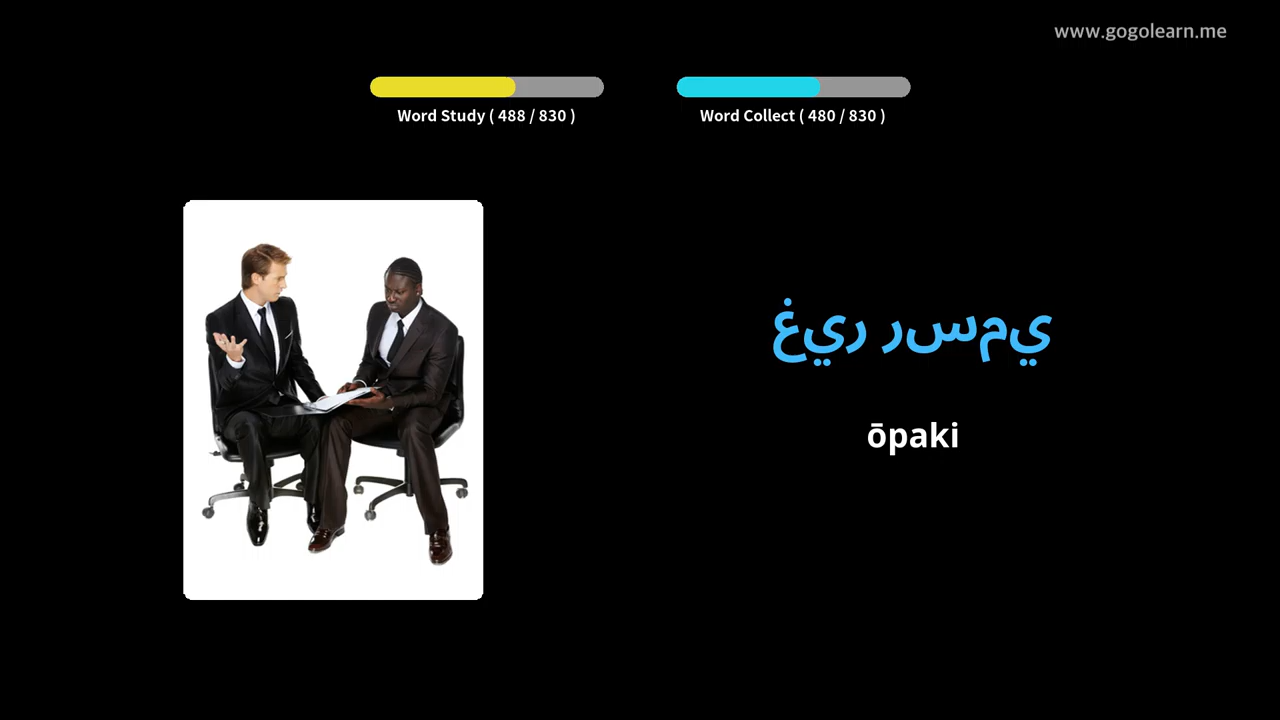 www.gogolearn.me
Word Study ( 488 / 830 )
Word Collect ( 480 / 830 )
غير رسمي
ōpaki